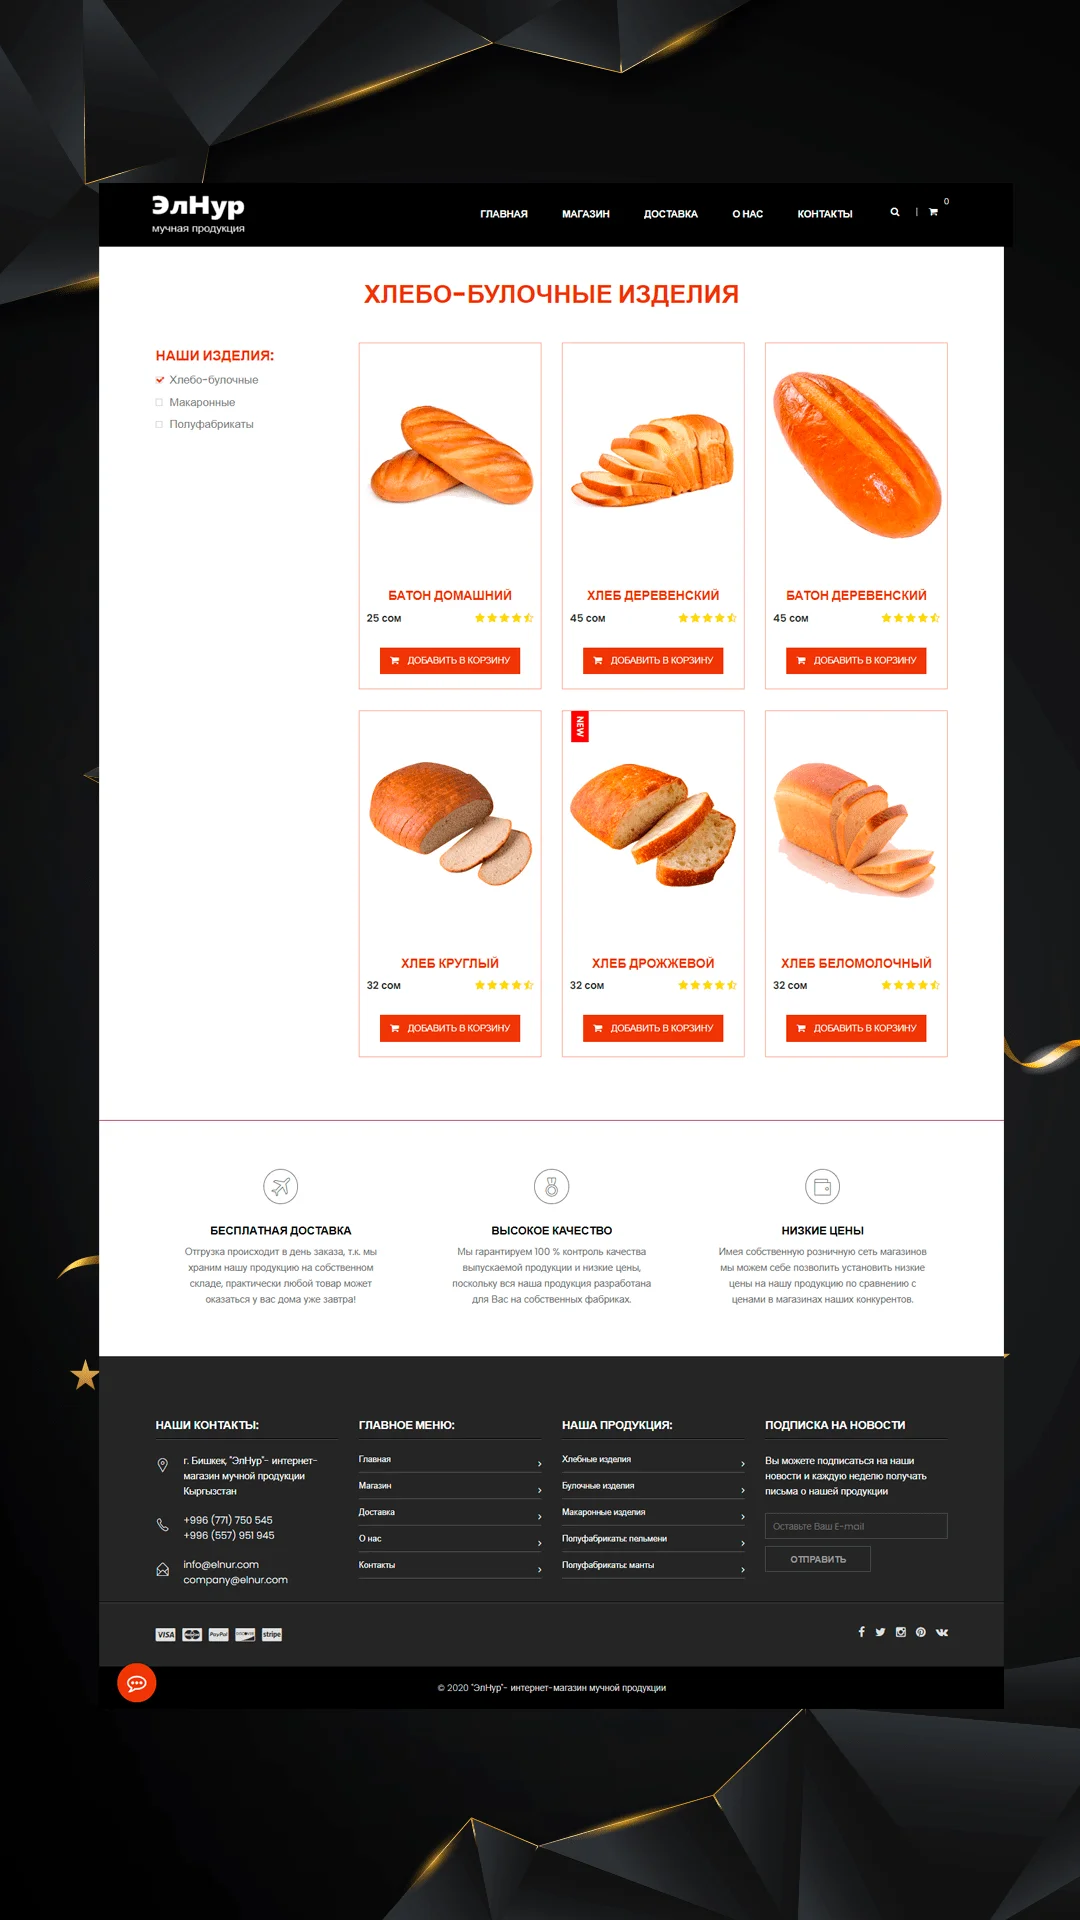 ЭлНур
мучная продукция
ГЛАВНАЯ
МАГАЗИН
ДОСТАВКА
О НАС
КОНТАКТЫ
|
0
ХЛЕБО-БУЛОЧНЫЕ ИЗДЕЛИЯ
НАШИ ИЗДЕЛИЯ:
Хлебо-булочные
Макаронные
Полуфабрикаты
БАТОН ДОМАШНИЙ
25 сом
ДОБАВИТЬ В КОРЗИНУ
ХЛЕБ ДЕРЕВЕНСКИЙ
45 сом
ДОБАВИТЬ В КОРЗИНУ
БАТОН ДЕРЕВЕНСКИЙ
45 сом
ДОБАВИТЬ В КОРЗИНУ
ХЛЕБ КРУГЛЫЙ
32 сом
ДОБАВИТЬ В КОРЗИНУ
NEW
ХЛЕБ ДРОЖЖЕВОЙ
32 сом
ДОБАВИТЬ В КОРЗИНУ
ХЛЕБ БЕЛОМОЛОЧНЫЙ
32 сом
ДОБАВИТЬ В КОРЗИНУ
БЕСПЛАТНАЯ ДОСТАВКА
Отгрузка происходит в день заказа, т.к. мы
храним нашу продукцию на собственном
складе, практически любой товар может
оказаться у вас дома уже завтра!
ВЫСОКОЕ КАЧЕСТВО
Мы гарантируем 100 % контроль качества
выпускаемой продукции и низкие цены,
поскольку вся наша продукция разработана
для Вас на собственных фабриках.
НИЗКИЕ ЦЕНЫ
Имея собственную розничную сеть магазинов
мы можем себе позволить установить низкие
цены на нашу продукцию по сравнению с
ценами в магазинах наших конкурентов.
НАШИ КОНТАКТЫ:
г. Бишкек, "ЭлНур"- интернет-
магазин мучной продукции
Кыргызстан
+996 (771) 750 545
+996 (557) 951 945
info@elnur.com
company@elnur.com
ГЛАВНОЕ МЕНЮ:
Главная
Магазин
Доставка
О нас
Контакты
НАША ПРОДУКЦИЯ:
Хлебные изделия
Булочные изделия
Макаронные изделия
Полуфабрикаты: пельмени
Полуфабрикаты: манты
ПОДПИСКА НА НОВОСТИ
Вы можете подписаться на наши
новости и каждую неделю получать
письма о нашей продукции
Оставьте Ваш E-mail
ОТПРАВИТЬ
VISA
PayPal
DISCOVER
stripe
© 2020 "ЭлНур"- интернет-магазин мучной продукции